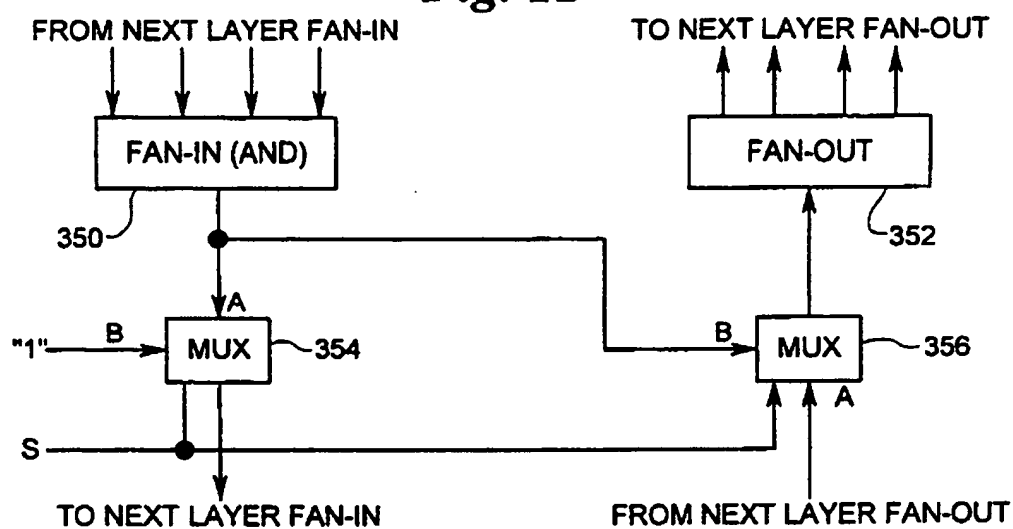 FROM NEXT LAYER FAN-IN
TO NEXT LAYER FAN-OUT
FAN-IN (AND)
FAN-OUT
350
352
A
"1"
B
MUX
354
B
MUX
356
A
S
TO NEXT LAYER FAN-IN
FROM NEXT LAYER FAN-OUT